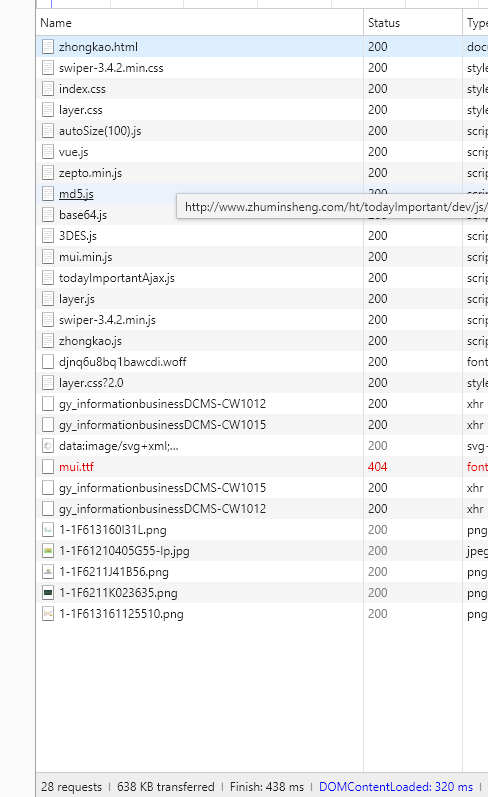 Name Status Type
zhongkao.html 200 docu
swiper-3.4.2.min.css 200 style
index.css 200 style
layer.css 200 style
autoSize(100).js 200 scrip
vue.js 200 scrip
zepto.min.js 200 scrip
md5.js 200 scrip
http://www.zhuminsheng.com/ht/todayImportant/dev/js/
base64.js 200 scrip
3DES.js 200 scrip
mui.min.js 200 scrip
todayImportantAjax.js 200 scrip
layer.js 200 scrip
swiper-3.4.2.min.js 200 scrip
zhongkao.js 200 scrip
djnq6u8bq1bawcdi.woff 200 font
layer.css?2.0 200 style
gy_informationbusinessDCMS-CW1012 200 xhr
gy_informationbusinessDCMS-CW1015 200 xhr
data:image/svg+xml;... 200 svg-
mui.ttf 404 font
gy_informationbusinessDCMS-CW1015 200 xhr
gy_informationbusinessDCMS-CW1012 200 xhr
1-1F613160I31L.png 200 png
1-1F61210405G55-lp.jpg 200 jpeg
1-1F6211J41B56.png 200 png
1-1F6211K023635.png 200 png
1-1F613161125510.png 200 png
28 requests | 638 KB transferred | Finish: 438 ms | DOMContentLoaded: 320 ms |